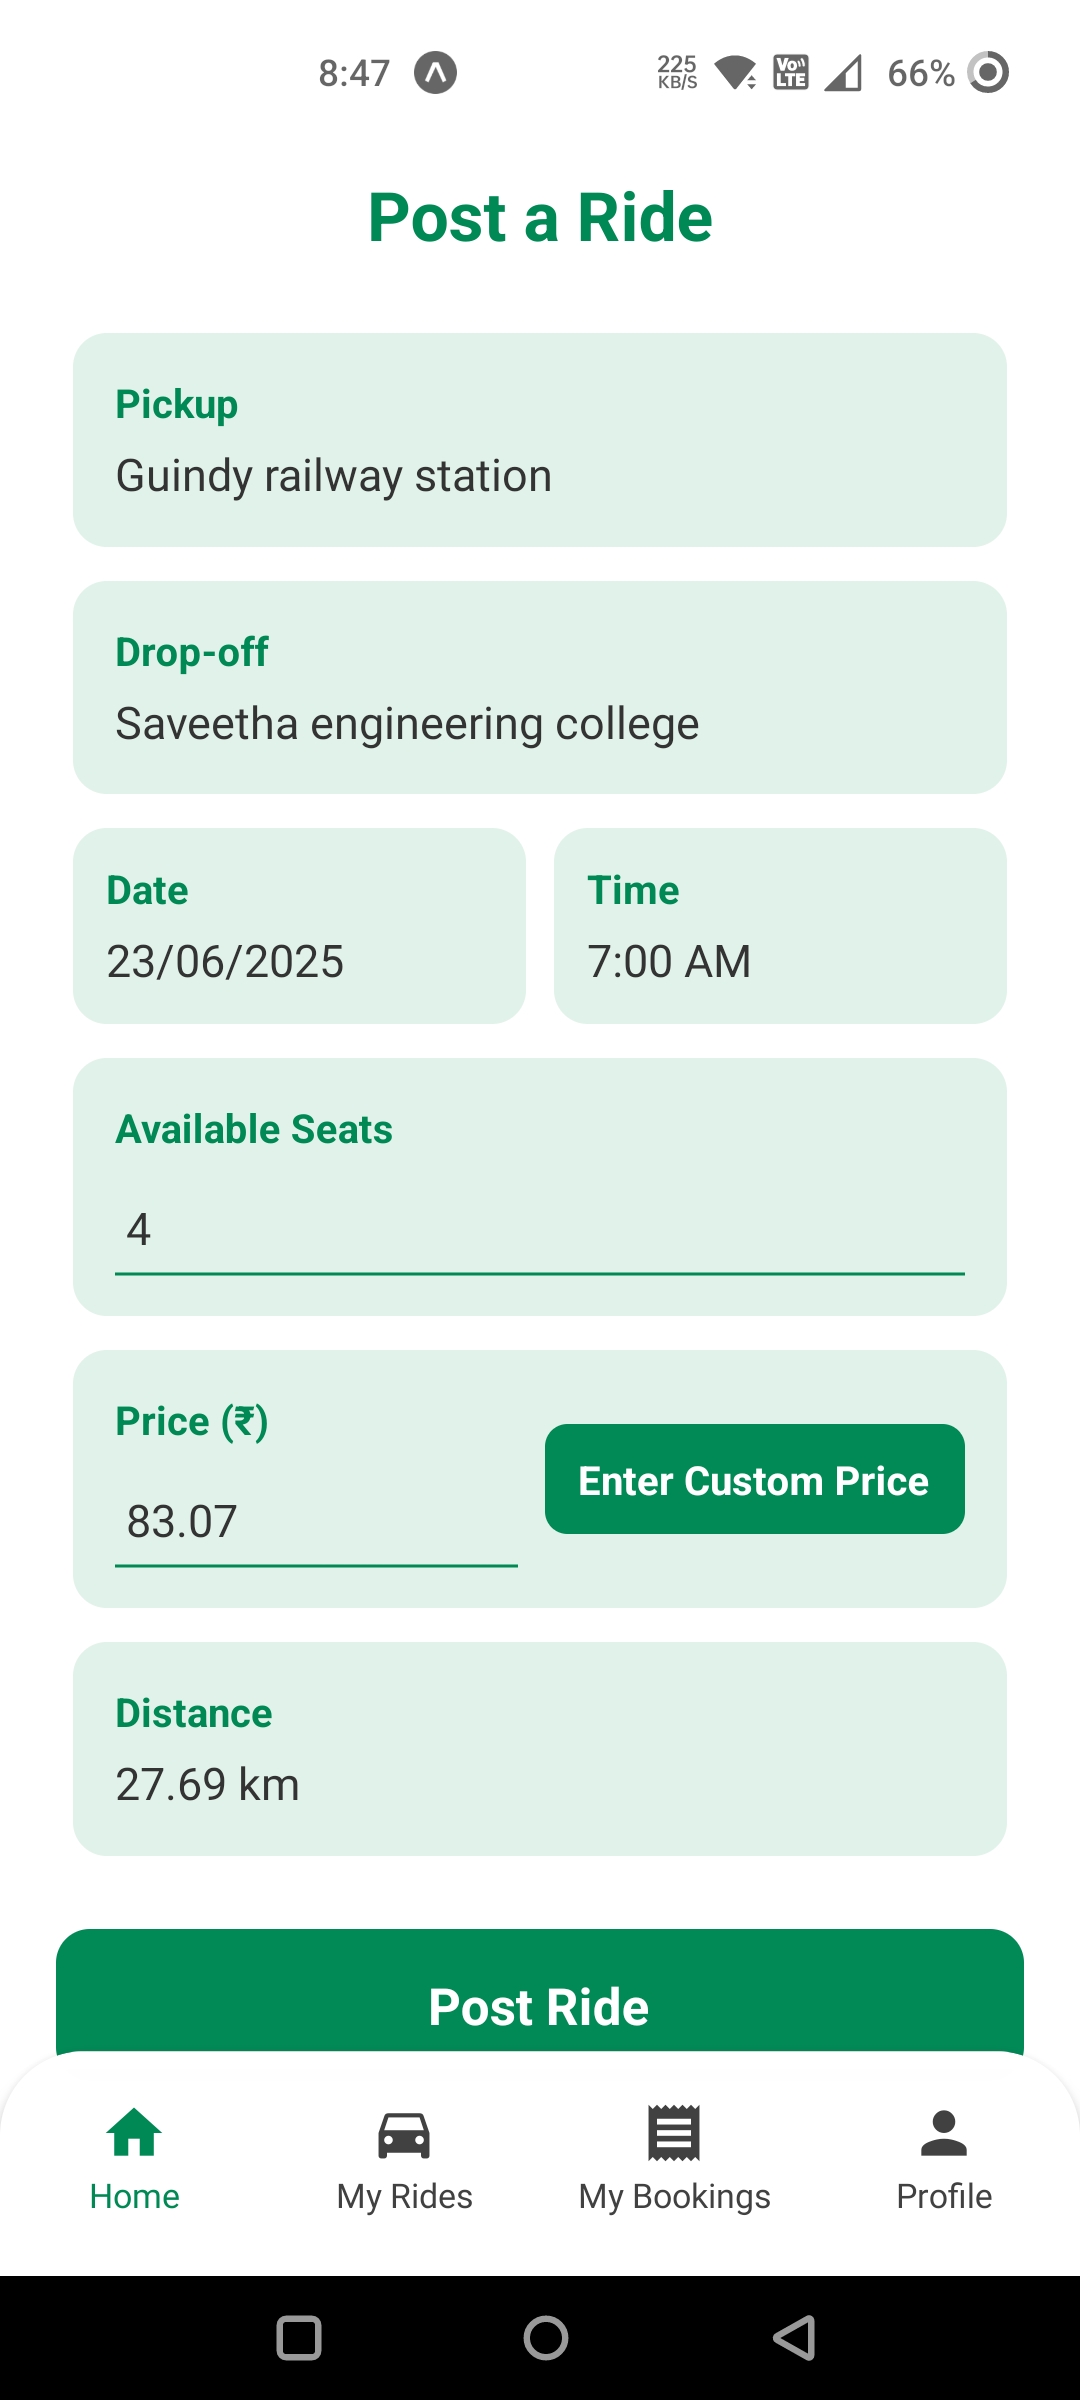 8:47
225
KB/S
Vo
LTE
66%
Post a Ride
Pickup
Guindy railway station
Drop-off
Saveetha engineering college
Date
23/06/2025
Time
7:00 AM
Available Seats
4
Price (₹)
83.07
Enter Custom Price
Distance
27.69 km
Post Ride
Home
My Rides
My Bookings
Profile